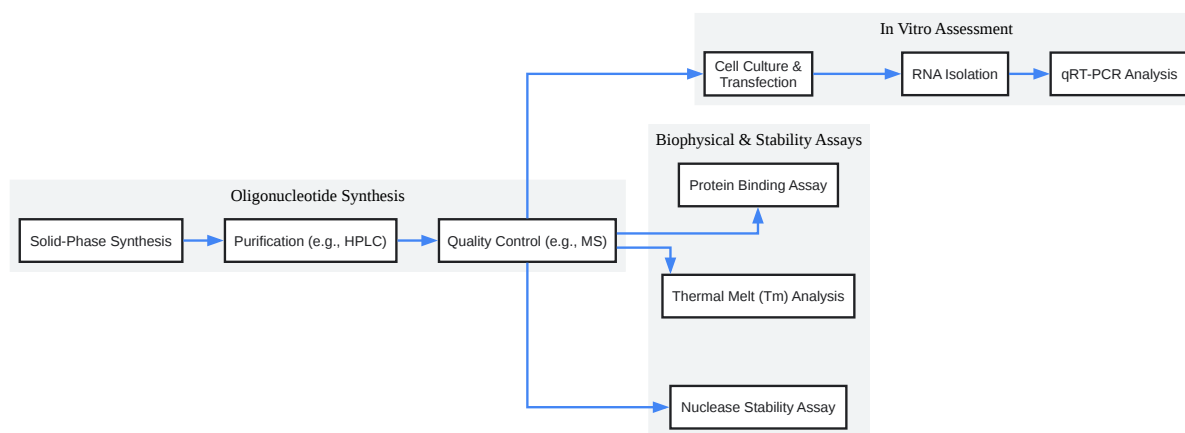 In Vitro Assessment
Cell Culture &
Transfection
RNA Isolation
qRT-PCR Analysis
Biophysical & Stability Assays
Protein Binding Assay
Oligonucleotide Synthesis
Solid-Phase Synthesis
Purification (e.g., HPLC)
Quality Control (e.g., MS)
Thermal Melt (Tm) Analysis
Nuclease Stability Assay